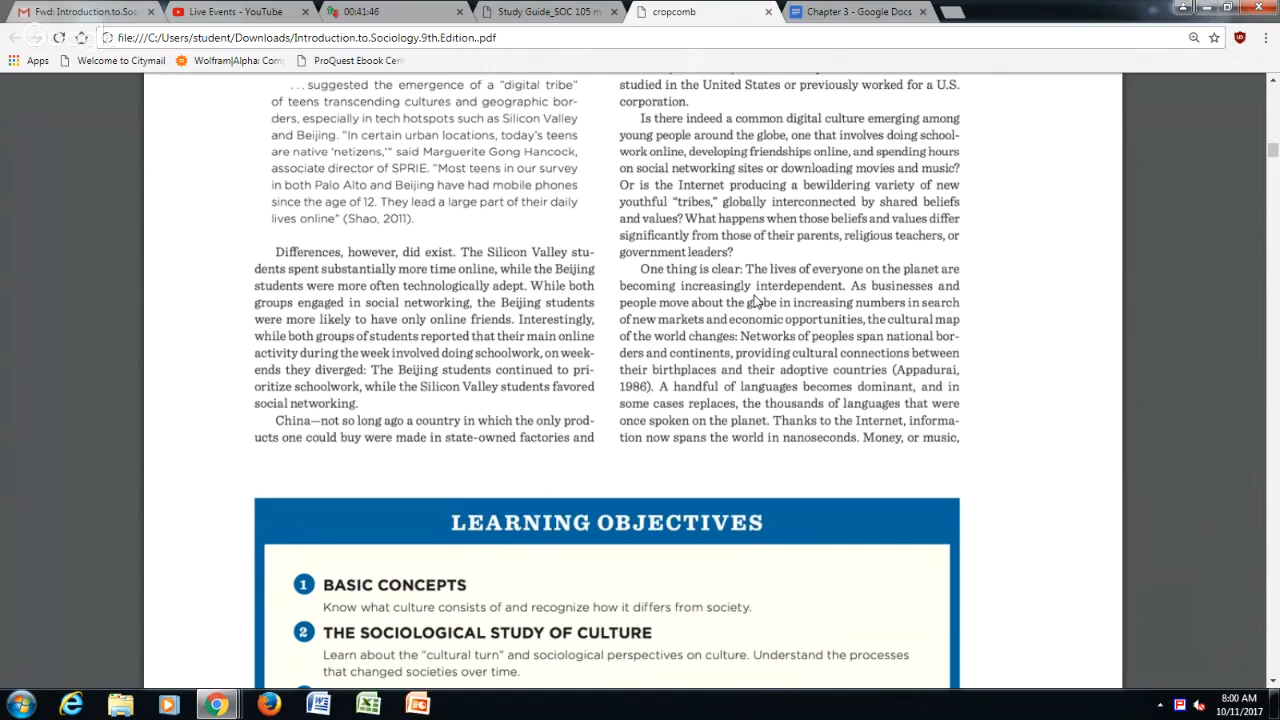 Fwd: Introduction.to.Soc
Live Events - YouTube
00:41:46
Study Guide_SOC 105 m
cropcomb
Chapter 3 - Google Docs
file:///C:/Users/student/Downloads/Introduction.to.Sociology.9th.Edition..pdf
Apps
Welcome to Citymail
Wolfram|Alpha: Comp
ProQuest Ebook Cent
. . . suggested the emergence of a “digital tribe”
of teens transcending cultures and geographic bor-
ders, especially in tech hotspots such as Silicon Valley
and Beijing. “In certain urban locations, today’s teens
are native ‘netizens,’” said Marguerite Gong Hancock,
associate director of SPRIE. “Most teens in our survey
in both Palo Alto and Beijing have had mobile phones
since the age of 12. They lead a large part of their daily
lives online” (Shao, 2011).
Differences, however, did exist. The Silicon Valley stu-
dents spent substantially more time online, while the Beijing
students were more often technologically adept. While both
groups engaged in social networking, the Beijing students
were more likely to have only online friends. Interestingly,
while both groups of students reported that their main online
activity during the week involved doing schoolwork, on week-
ends they diverged: The Beijing students continued to pri-
oritize schoolwork, while the Silicon Valley students favored
social networking.
China—not so long ago a country in which the only prod-
ucts one could buy were made in state-owned factories and
studied in the United States or previously worked for a U.S.
corporation.
Is there indeed a common digital culture emerging among
young people around the globe, one that involves doing school-
work online, developing friendships online, and spending hours
on social networking sites or downloading movies and music?
Or is the Internet producing a bewildering variety of new
youthful “tribes,” globally interconnected by shared beliefs
and values? What happens when those beliefs and values differ
significantly from those of their parents, religious teachers, or
government leaders?
One thing is clear: The lives of everyone on the planet are
becoming increasingly interdependent. As businesses and
people move about the globe in increasing numbers in search
of new markets and economic opportunities, the cultural map
of the world changes: Networks of peoples span national bor-
ders and continents, providing cultural connections between
their birthplaces and their adoptive countries (Appadurai,
1986). A handful of languages becomes dominant, and in
some cases replaces, the thousands of languages that were
once spoken on the planet. Thanks to the Internet, informa-
tion now spans the world in nanoseconds. Money, or music,
LEARNING OBJECTIVES
1 BASIC CONCEPTS
Know what culture consists of and recognize how it differs from society.
2 THE SOCIOLOGICAL STUDY OF CULTURE
Learn about the “cultural turn” and sociological perspectives on culture. Understand the processes
that changed societies over time.
8:00 AM
10/11/2017